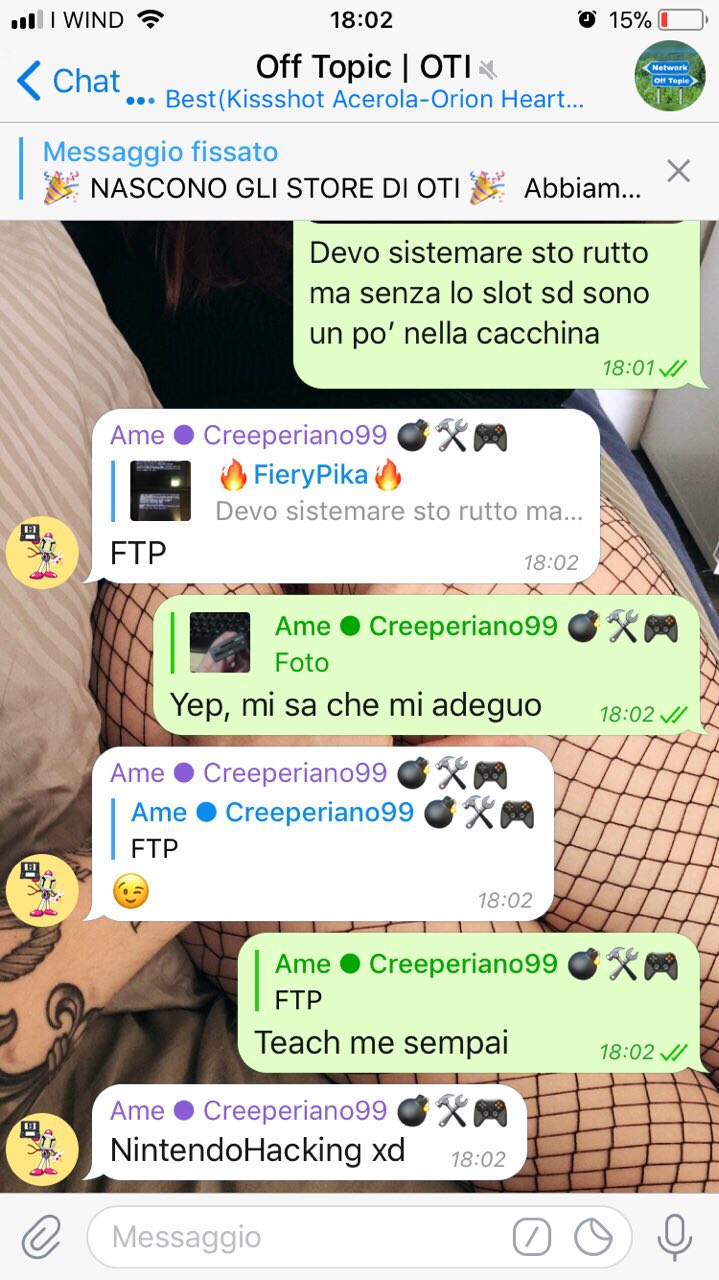 I WIND 18:02 15%
Chat Off Topic | OTI
Network
Off Topic
Best(Kissshot Acerola-Orion Heart...
Messaggio fissato
🎉 NASCONO GLI STORE DI OTI 🎉 Abbiam...
Devo sistemare sto rutto
ma senza lo slot sd sono
un po’ nella cacchina
18:01
Ame ● Creeperiano99 💣🛠🎮
🔥FieryPika🔥
Devo sistemare sto rutto ma...
FTP
18:02
Ame ● Creeperiano99 💣🛠🎮
Foto
Yep, mi sa che mi adeguo
18:02
Ame ● Creeperiano99 💣🛠🎮
Ame ● Creeperiano99 💣🛠🎮
FTP
😉
18:02
Ame ● Creeperiano99 💣🛠🎮
FTP
Teach me sempai
18:02
Ame ● Creeperiano99 💣🛠🎮
NintendoHacking xd
18:02
Messaggio